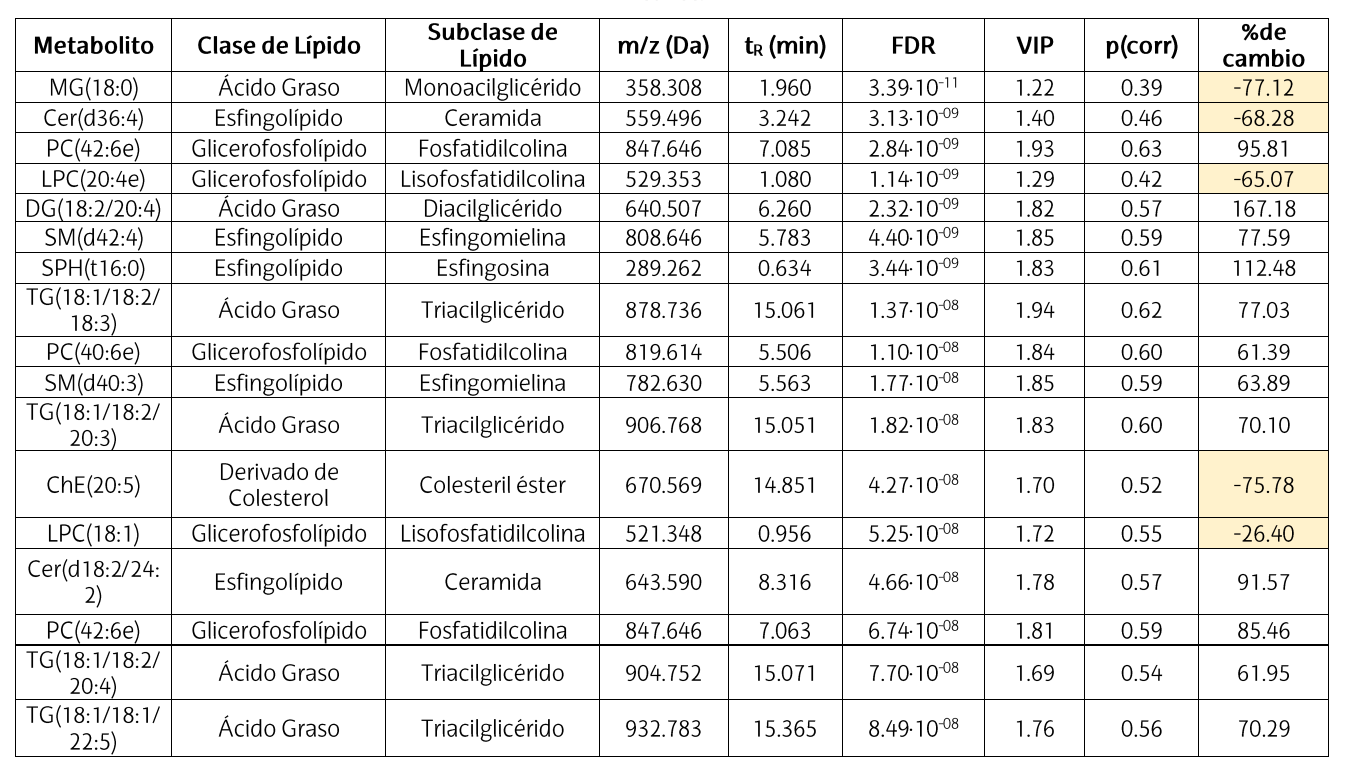 Metabolito Clase de Lípido Subclase de Lípido m/z (Da) tR (min) FDR VIP p(corr) %de cambio
MG(18:0) Ácido Graso Monoacilglicérido 358.308 1.960 3.39·10⁻¹¹ 1.22 0.39 -77.12
Cer(d36:4) Esfingolípido Ceramida 559.496 3.242 3.13·10⁻⁰⁹ 1.40 0.46 -68.28
PC(42:6e) Glicerofosfolípido Fosfatidilcolina 847.646 7.085 2.84·10⁻⁰⁹ 1.93 0.63 95.81
LPC(20:4e) Glicerofosfolípido Lisofosfatidilcolina 529.353 1.080 1.14·10⁻⁰⁹ 1.29 0.42 -65.07
DG(18:2/20:4) Ácido Graso Diacilglicérido 640.507 6.260 2.32·10⁻⁰⁹ 1.82 0.57 167.18
SM(d42:4) Esfingolípido Esfingomielina 808.646 5.783 4.40·10⁻⁰⁹ 1.85 0.59 77.59
SPH(t16:0) Esfingolípido Esfingosina 289.262 0.634 3.44·10⁻⁰⁹ 1.83 0.61 112.48
TG(18:1/18:2/18:3) Ácido Graso Triacilglicérido 878.736 15.061 1.37·10⁻⁰⁸ 1.94 0.62 77.03
PC(40:6e) Glicerofosfolípido Fosfatidilcolina 819.614 5.506 1.10·10⁻⁰⁸ 1.84 0.60 61.39
SM(d40:3) Esfingolípido Esfingomielina 782.630 5.563 1.77·10⁻⁰⁸ 1.85 0.59 63.89
TG(18:1/18:2/20:3) Ácido Graso Triacilglicérido 906.768 15.051 1.82·10⁻⁰⁸ 1.83 0.60 70.10
ChE(20:5) Derivado de Colesterol Colesteril éster 670.569 14.851 4.27·10⁻⁰⁸ 1.70 0.52 -75.78
LPC(18:1) Glicerofosfolípido Lisofosfatidilcolina 521.348 0.956 5.25·10⁻⁰⁸ 1.72 0.55 -26.40
Cer(d18:2/24:2) Esfingolípido Ceramida 643.590 8.316 4.66·10⁻⁰⁸ 1.78 0.57 91.57
PC(42:6e) Glicerofosfolípido Fosfatidilcolina 847.646 7.063 6.74·10⁻⁰⁸ 1.81 0.59 85.46
TG(18:1/18:2/20:4) Ácido Graso Triacilglicérido 904.752 15.071 7.70·10⁻⁰⁸ 1.69 0.54 61.95
TG(18:1/18:1/22:5) Ácido Graso Triacilglicérido 932.783 15.365 8.49·10⁻⁰⁸ 1.76 0.56 70.29